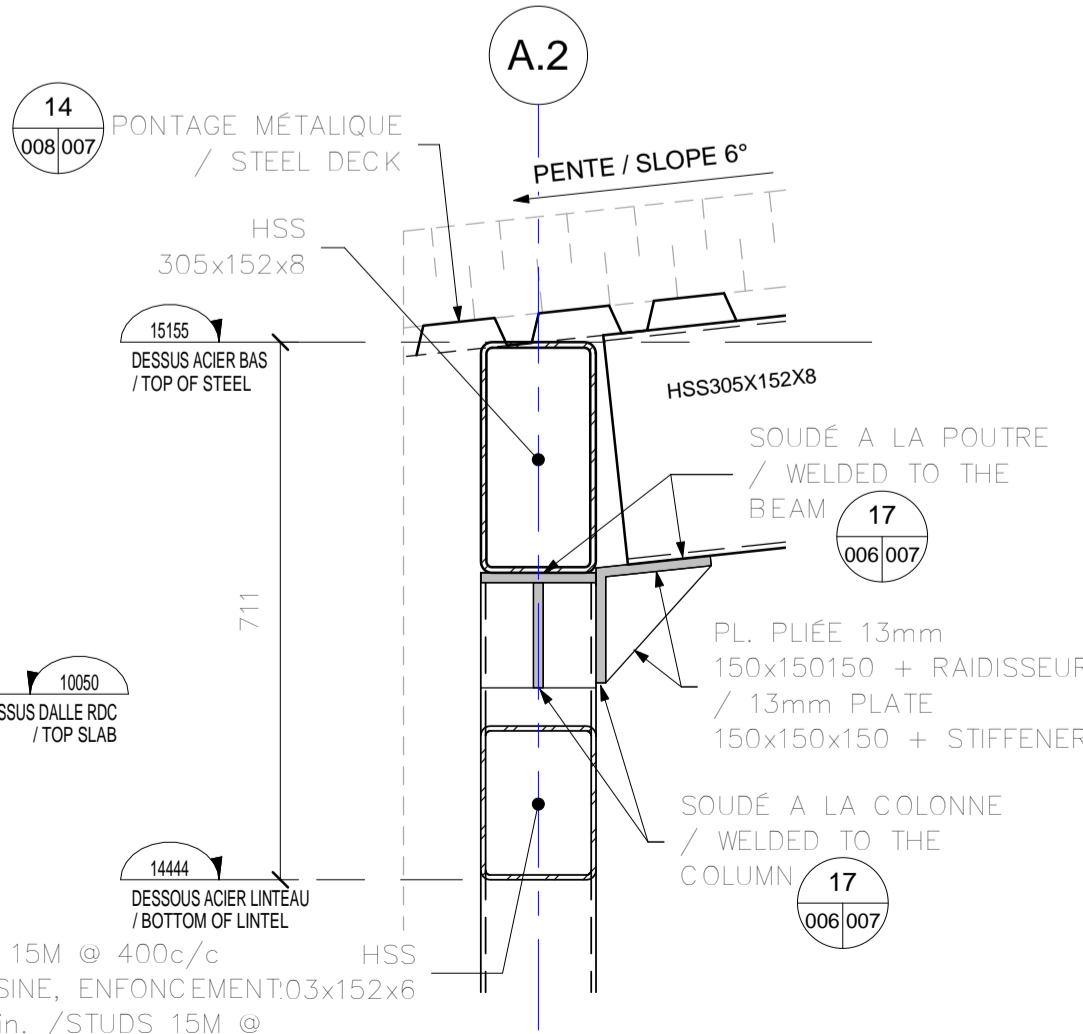 A.2
14
008 007
PONTAGE MÉTALIQUE
/ STEEL DECK
PENTE / SLOPE 6°
HSS
305x152x8
15155
DESSUS ACIER BAS
/ TOP OF STEEL
HSS305X152X8
SOUDÉ A LA POUTRE
/ WELDED TO THE
BEAM
17
006 007
711
PL. PLIÉE 13mm
150x150150 + RAIDISSEUR
/ 13mm PLATE
150x150x150 + STIFFENER
10050
SSUS DALLE RDC
/ TOP SLAB
SOUDÉ A LA COLONNE
/ WELDED TO THE
COLUMN
17
006 007
14444
DESSOUS ACIER LINTEAU
/ BOTTOM OF LINTEL
15M @ 400c/c
SINE, ENFONCEMENT
in. /STUDS 15M @
HSS
03x152x6